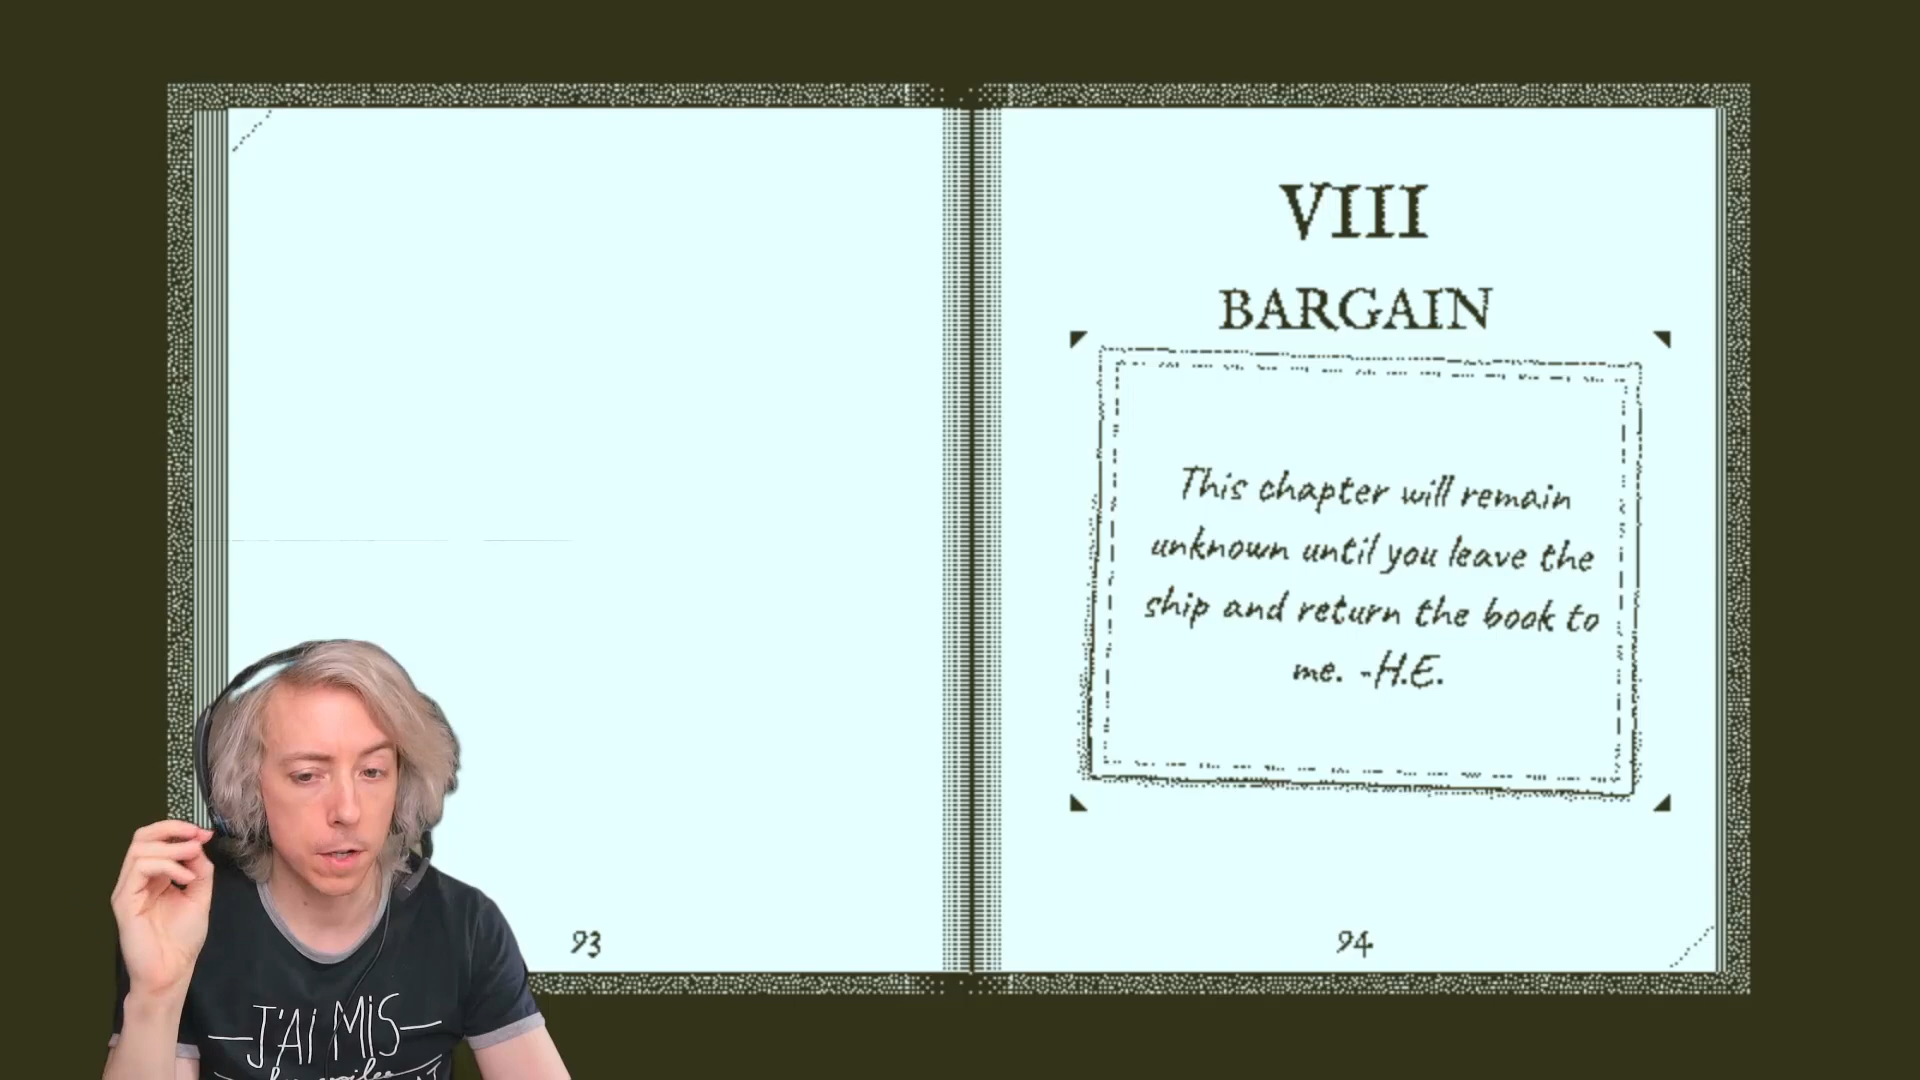 VIII
BARGAIN
This chapter will remain
unknown until you leave the
ship and return the book to
me. -H.E.
93
94
J'AI MIS